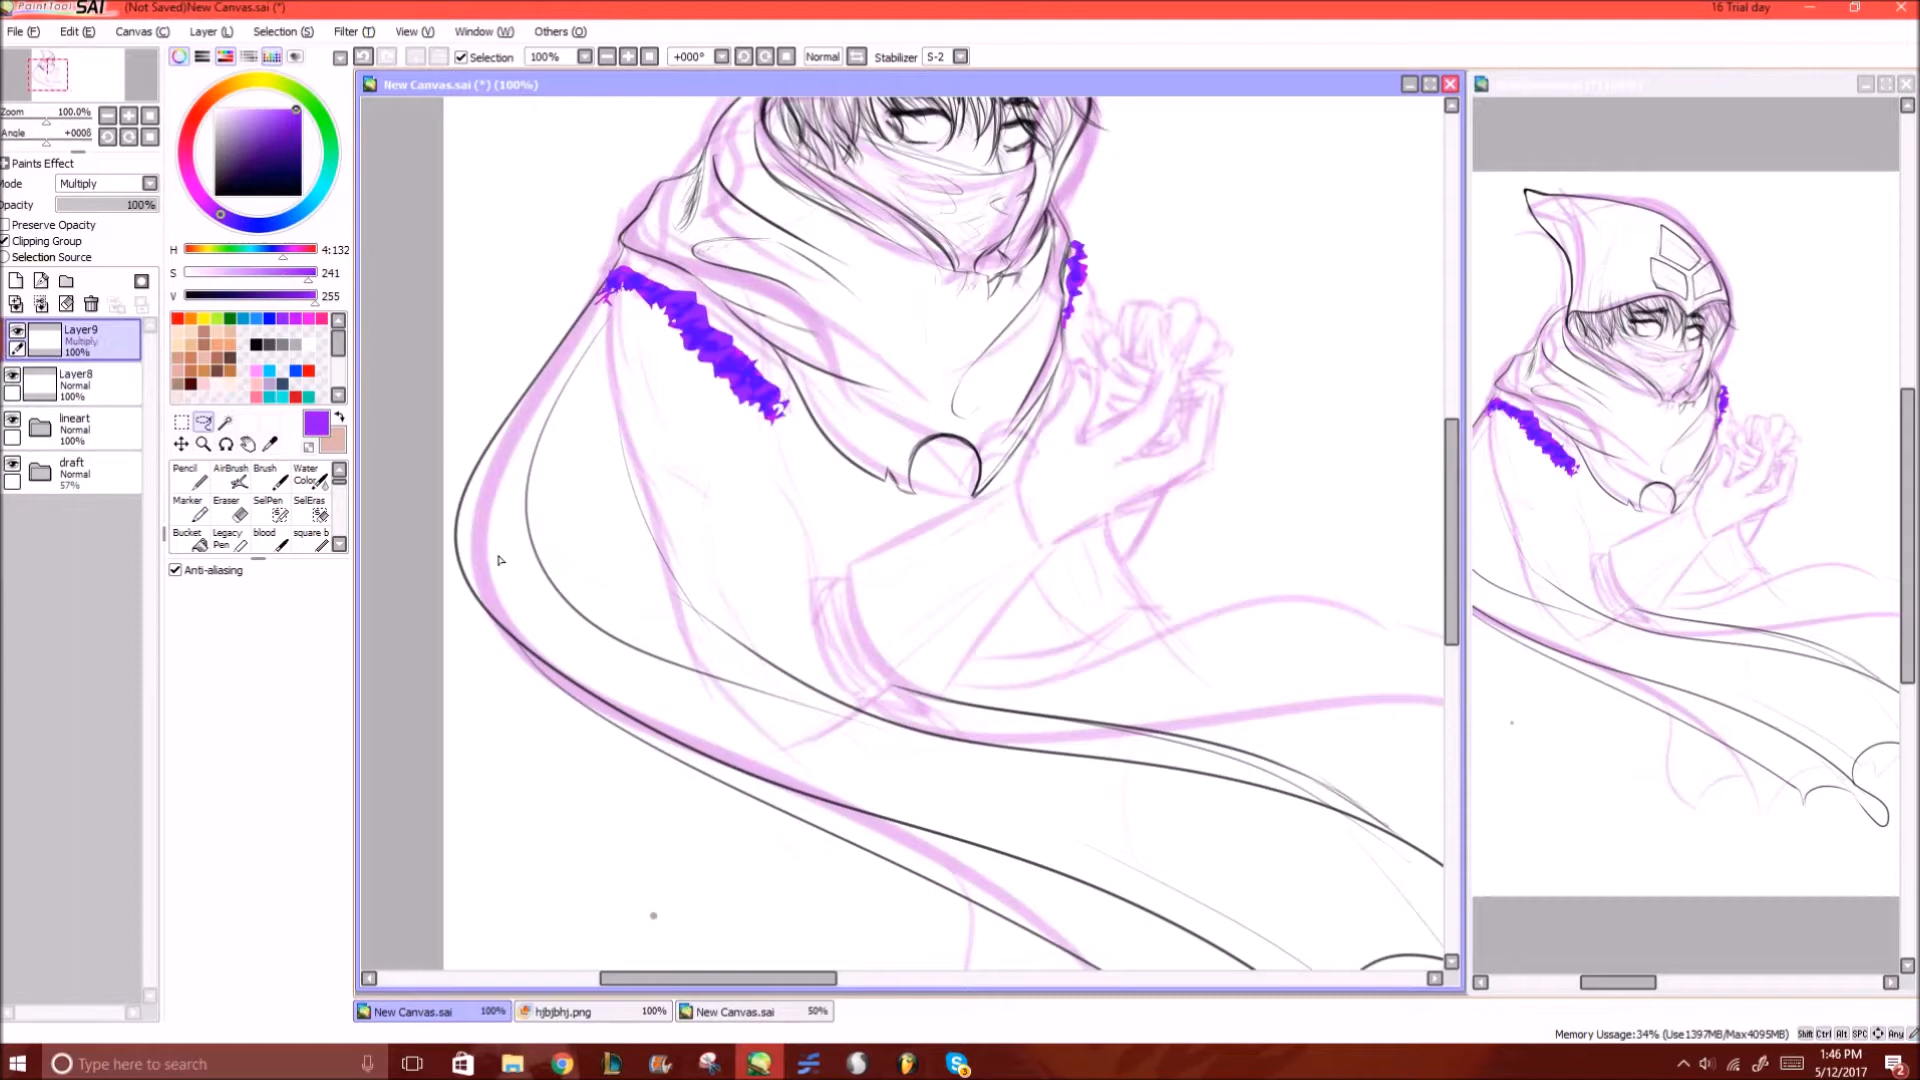 PaintTool SAI (Not Saved)New Canvas.sai (*) 16 Trial day
File (F) Edit (E) Canvas (C) Layer (L) Selection (S) Filter (T) View (V) Window (W) Others (O)
Selection 100% +000° Normal Stabilizer S-2
New Canvas.sai (*) (100%)
Zoom 100.0%
Angle +000ß
Paints Effect
Mode Multiply
Opacity 100%
Preserve Opacity
Clipping Group
Selection Source
H 4:132
S 241
V 255
Layer9
Multiply
100%
Layer8
Normal
100%
lineart
Normal
100%
draft
Normal
57%
Pencil AirBrush Brush Water Color
Marker Eraser SelPen SelEras
Bucket Legacy Pen blood square b
Anti-aliasing
New Canvas.sai 100% hjbjbhj.png 100% New Canvas.sai 50%
Memory Ussage:34% (Use1397MB/Max4095MB) Shift Ctrl Alt SPC Any
Type here to search
3
1:46 PM
5/12/2017
2